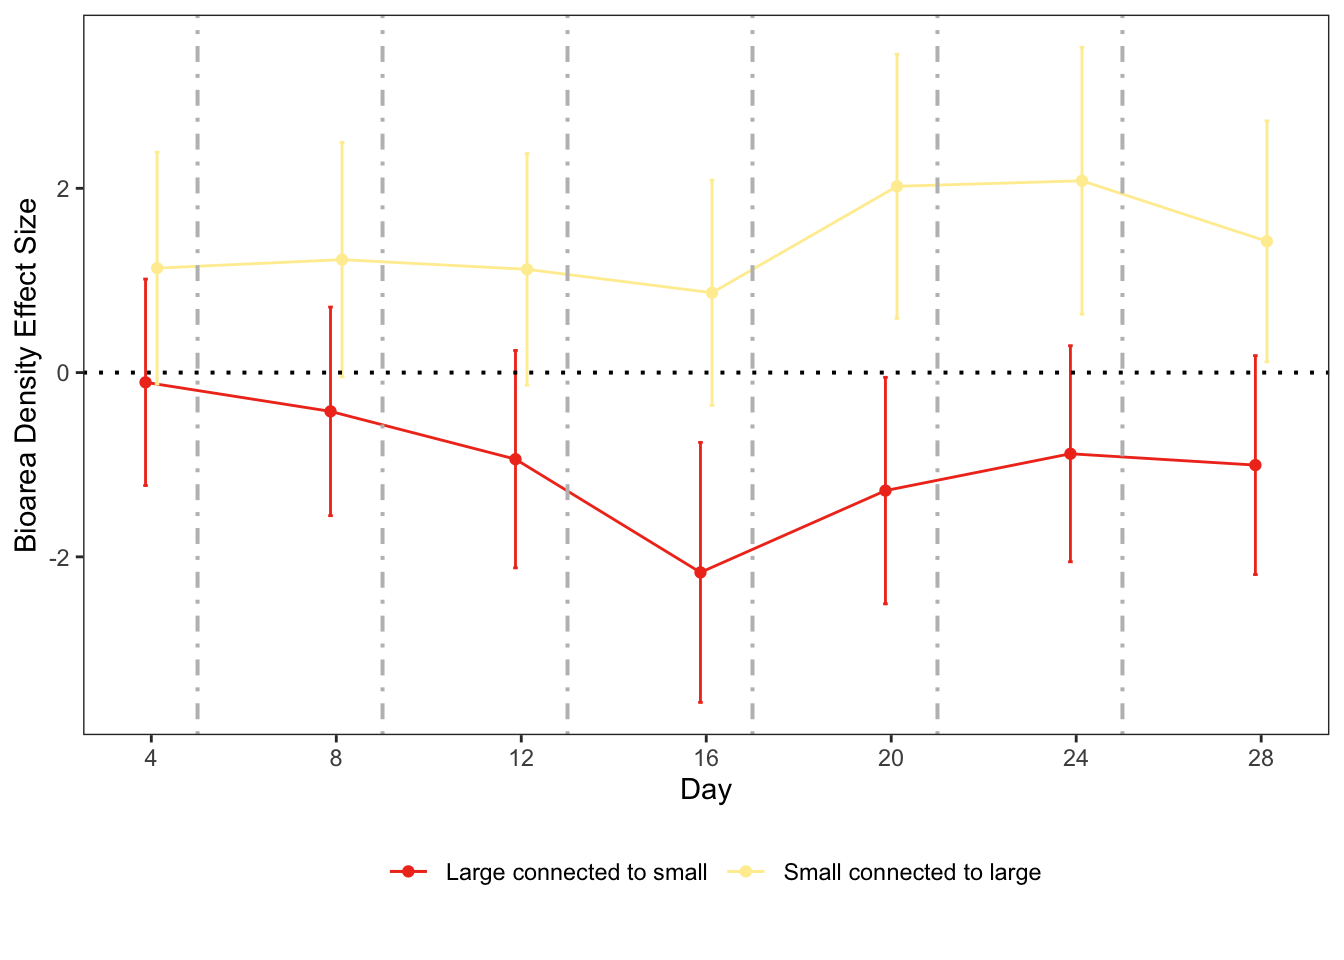 Bioarea Density Effect Size
2
0
-2
4 8 12 16 20 24 28
Day
Large connected to small Small connected to large